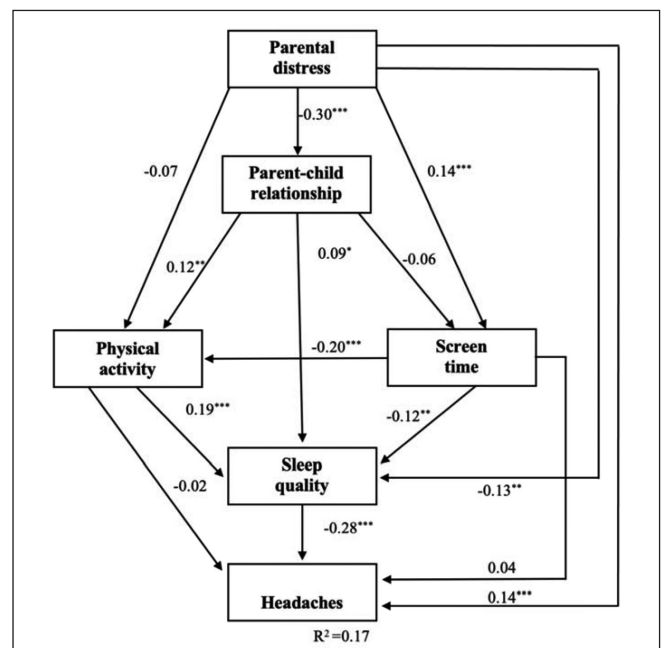 Parental
distress
-0.30***
-0.07
0.14***
Parent-child
relationship
0.12**
0.09*
-0.06
Physical
activity
-0.20***
Screen
time
0.19***
-0.12**
Sleep
quality
-0.02
-0.13**
-0.28***
0.04
Headaches
0.14***
R²=0.17